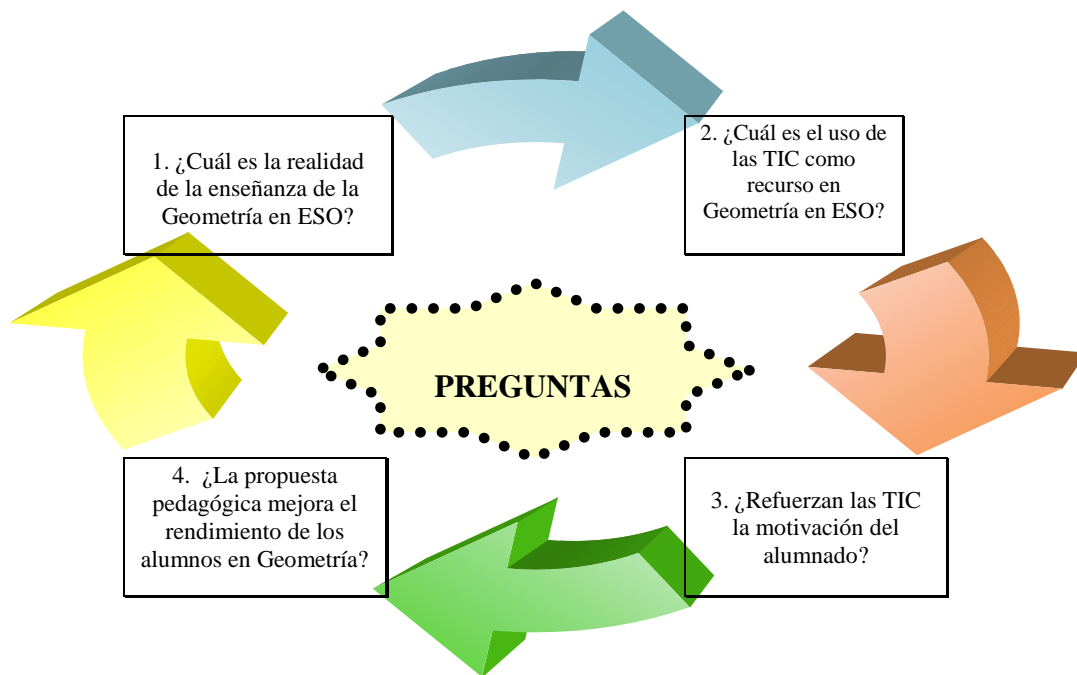 1. ¿Cuál es la realidad
de la enseñanza de la
Geometría en ESO?
2. ¿Cuál es el uso de
las TIC como
recurso en
Geometría en ESO?
PREGUNTAS
4. ¿La propuesta
pedagógica mejora el
rendimiento de los
alumnos en Geometría?
3. ¿Refuerzan las TIC
la motivación del
alumnado?